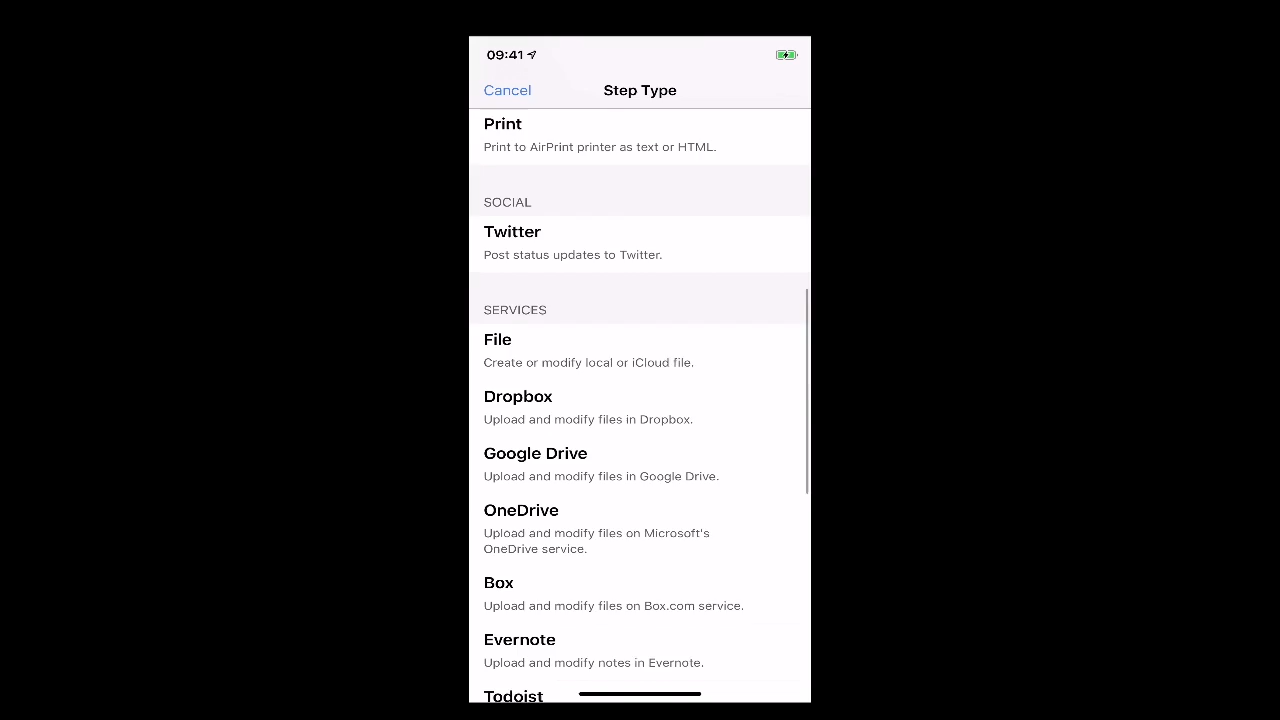 09:41
Cancel
Step Type
Print
Print to AirPrint printer as text or HTML.
SOCIAL
Twitter
Post status updates to Twitter.
SERVICES
File
Create or modify local or iCloud file.
Dropbox
Upload and modify files in Dropbox.
Google Drive
Upload and modify files in Google Drive.
OneDrive
Upload and modify files on Microsoft's
OneDrive service.
Box
Upload and modify files on Box.com service.
Evernote
Upload and modify notes in Evernote.
Todoist